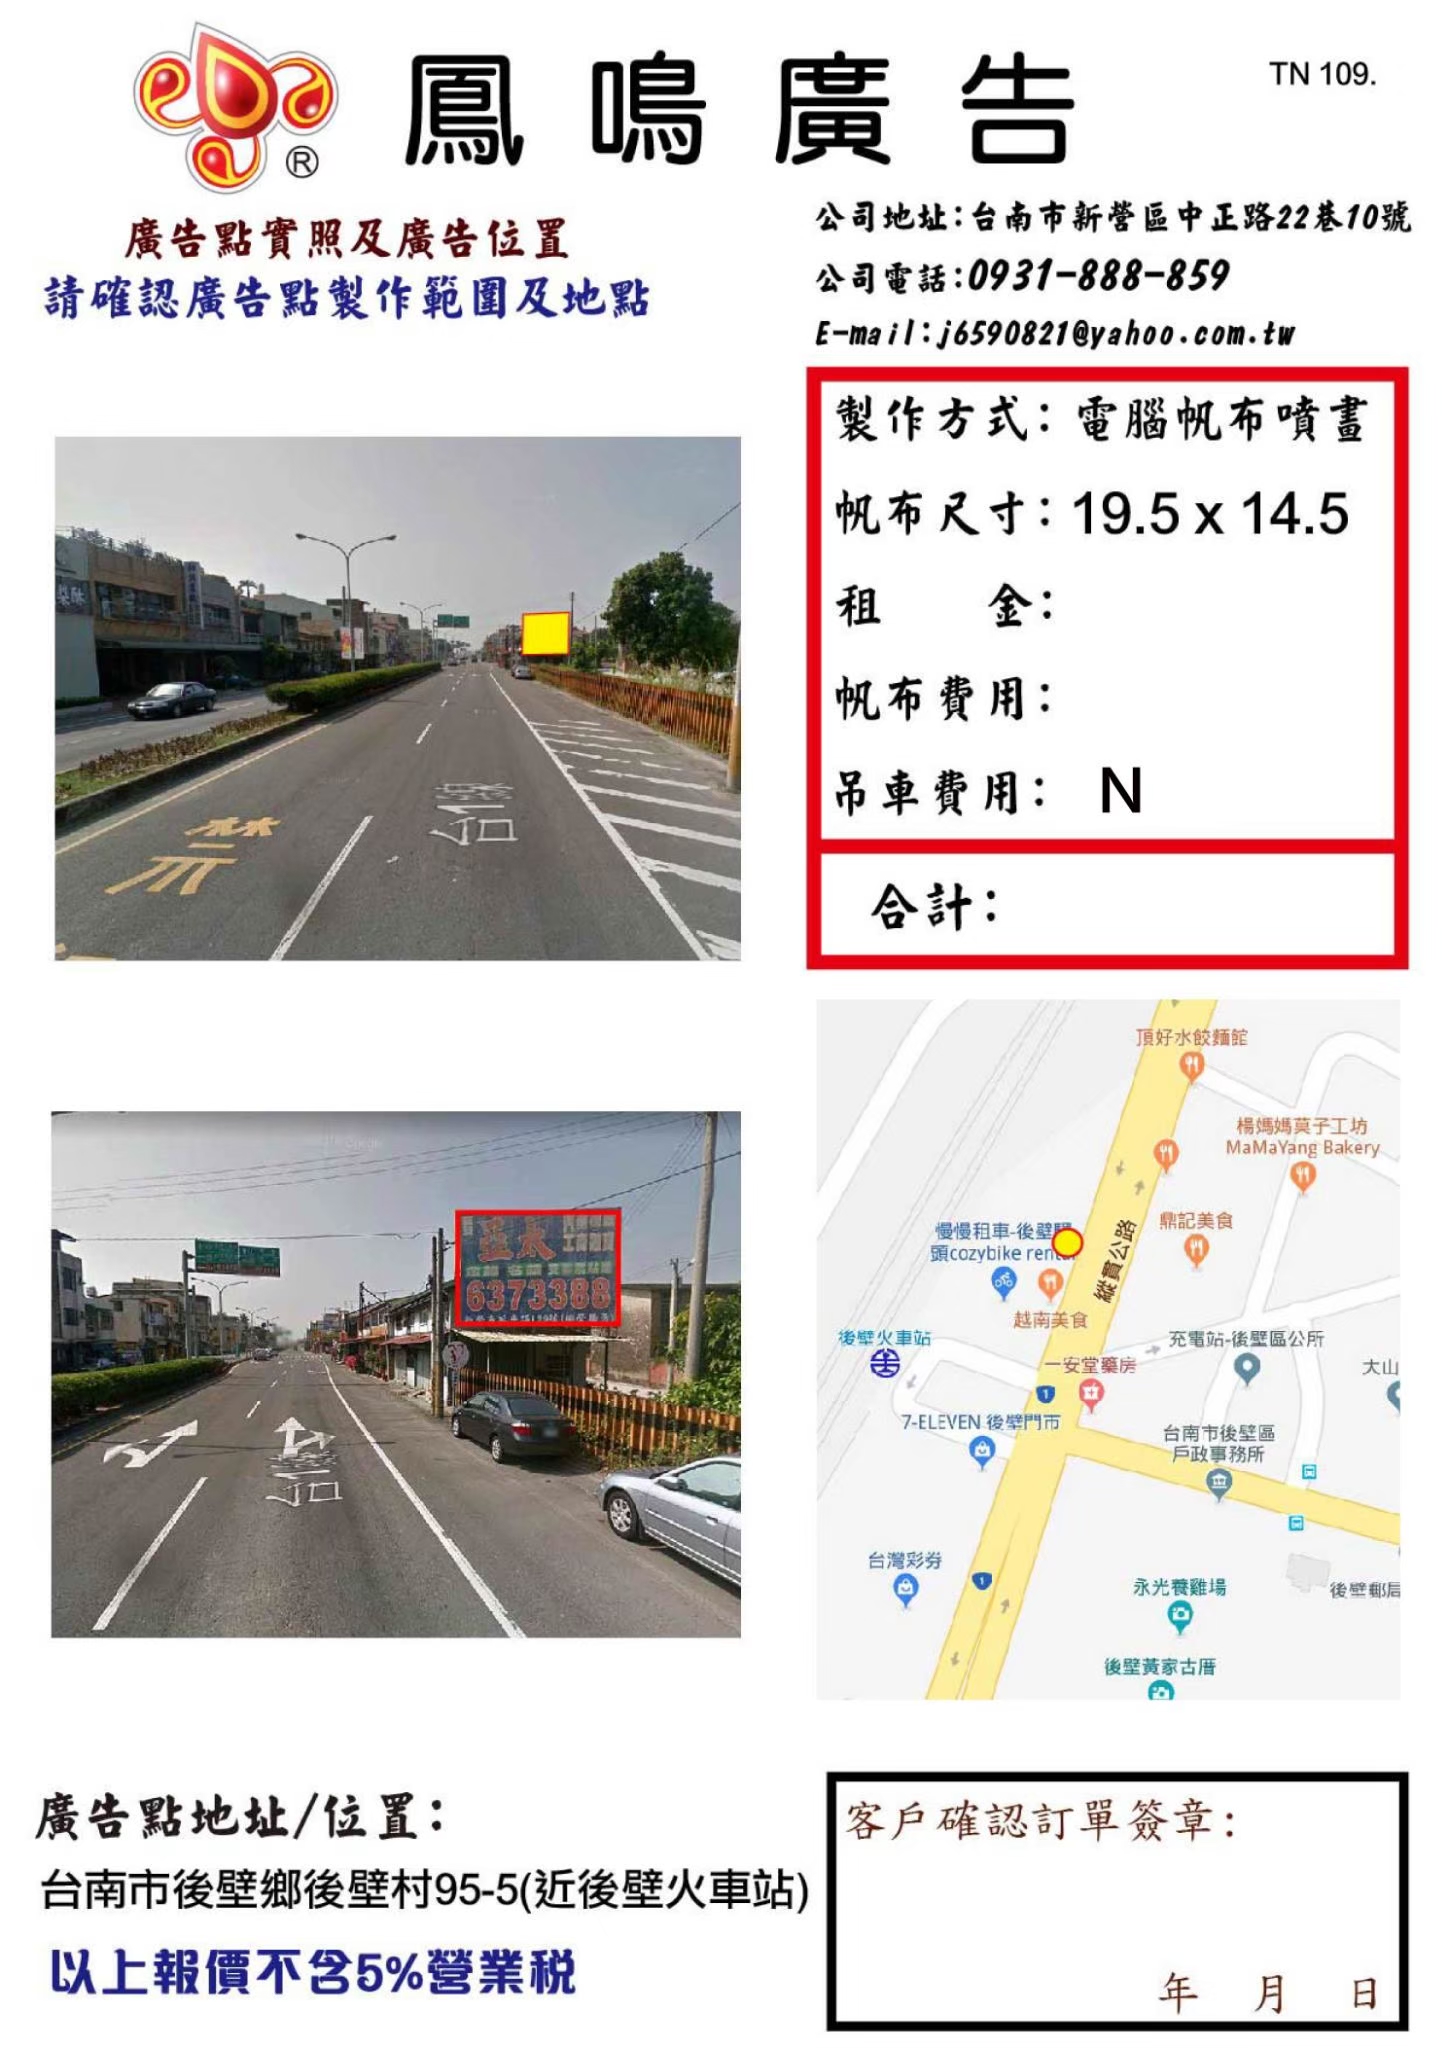 鳳鳴廣告
TN 109.
®
廣告點實照及廣告位置
請確認廣告點製作範圍及地點
公司地址:台南市新營區中正路22巷10號
公司電話:0931-888-859
E-mail:j6590821@yahoo.com.tw
製作方式: 電腦帆布噴畫
帆布尺寸: 19.5 x 14.5
租 金:
帆布費用:
吊車費用: N
合計:
台1線
禁
台1線
亞太
6373388
頂好水餃麵館
楊媽媽菓子工坊
MaMaYang Bakery
慢慢租車-後壁
頭cozybike
鼎記美食
縱貫公路
越南美食
後壁火車站
充電站-後壁區公所
一安堂藥房
大山
1
7-ELEVEN 後壁門市
台南市後壁區
戶政事務所
台灣彩券
1
永光養雞場
後壁郵局
後壁黃家古厝
廣告點地址/位置:
台南市後壁鄉後壁村95-5(近後壁火車站)
以上報價不含5%營業稅
客戶確認訂單簽章:
年 月 日